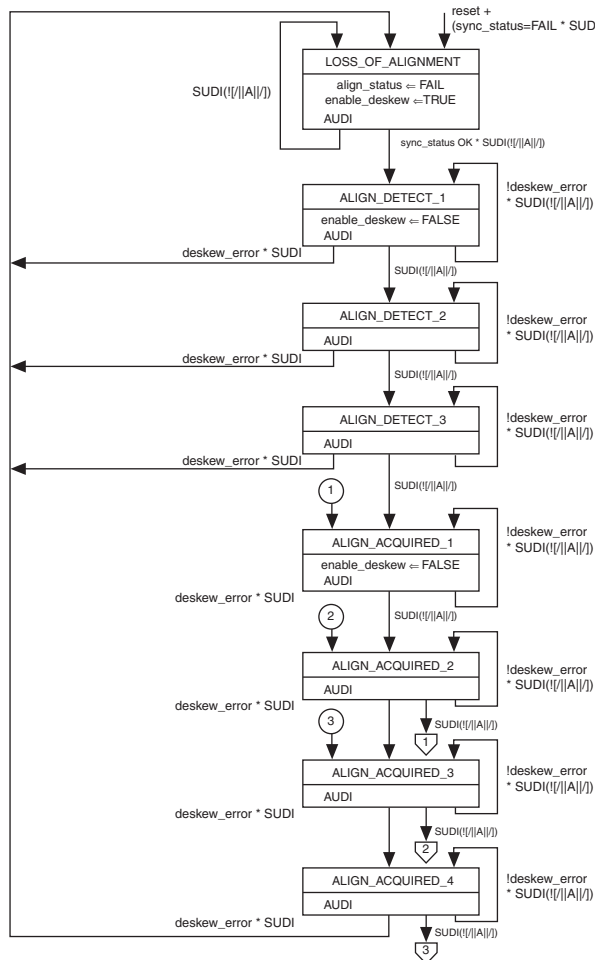 reset +
(sync_status=FAIL * SUDI
LOSS_OF_ALIGNMENT
SUDI(![/||A||/])
align_status ⇐ FAIL
enable_deskew ⇐TRUE
AUDI
sync_status OK * SUDI(![/||A||/])
ALIGN_DETECT_1
!deskew_error
* SUDI(![/||A||/])
enable_deskew ⇐ FALSE
AUDI
deskew_error * SUDI
SUDI(![/||A||/])
ALIGN_DETECT_2
!deskew_error
* SUDI(![/||A||/])
AUDI
deskew_error * SUDI
SUDI(![/||A||/])
ALIGN_DETECT_3
!deskew_error
* SUDI(![/||A||/])
AUDI
deskew_error * SUDI
SUDI(![/||A||/])
1
ALIGN_ACQUIRED_1
!deskew_error
* SUDI(![/||A||/])
enable_deskew ⇐ FALSE
AUDI
deskew_error * SUDI
SUDI(![/||A||/])
2
ALIGN_ACQUIRED_2
!deskew_error
* SUDI(![/||A||/])
AUDI
deskew_error * SUDI
SUDI(![/||A||/])
1
3
ALIGN_ACQUIRED_3
!deskew_error
* SUDI(![/||A||/])
AUDI
deskew_error * SUDI
SUDI(![/||A||/])
2
ALIGN_ACQUIRED_4
!deskew_error
* SUDI(![/||A||/])
AUDI
deskew_error * SUDI
SUDI(![/||A||/])
3